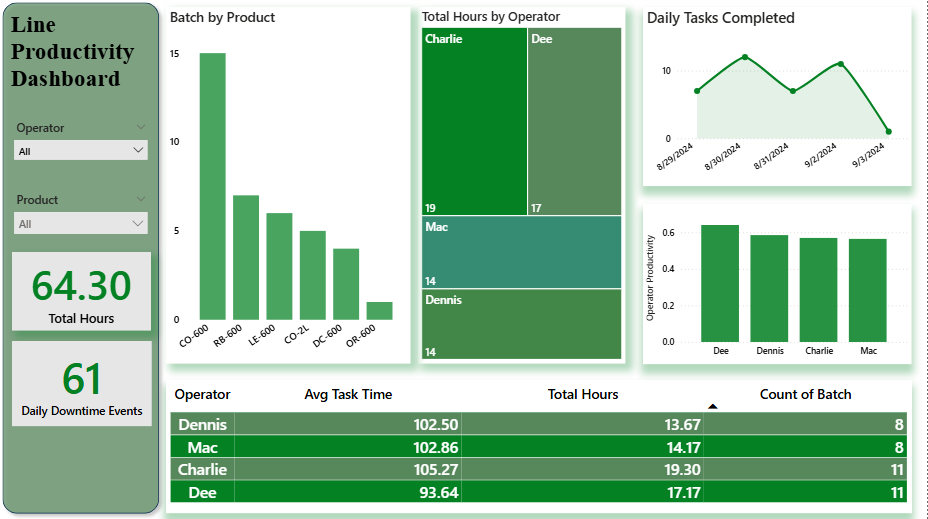 Line
Productivity
Dashboard
Operator
All
Product
All
64.30
Total Hours
61
Daily Downtime Events
Batch by Product
15
10
5
0
CO-600
RB-600
LE-600
CO-2L
DC-600
OR-600
Total Hours by Operator
Charlie
19
Dee
17
Mac
14
Dennis
14
Daily Tasks Completed
10
0
8/29/2024
8/30/2024
8/31/2024
9/2/2024
9/3/2024
Operator Productivity
0.6
0.4
0.2
0.0
Dee
Dennis
Charlie
Mac
Operator Avg Task Time Total Hours Count of Batch
Dennis 102.50 13.67 8
Mac 102.86 14.17 8
Charlie 105.27 19.30 11
Dee 93.64 17.17 11